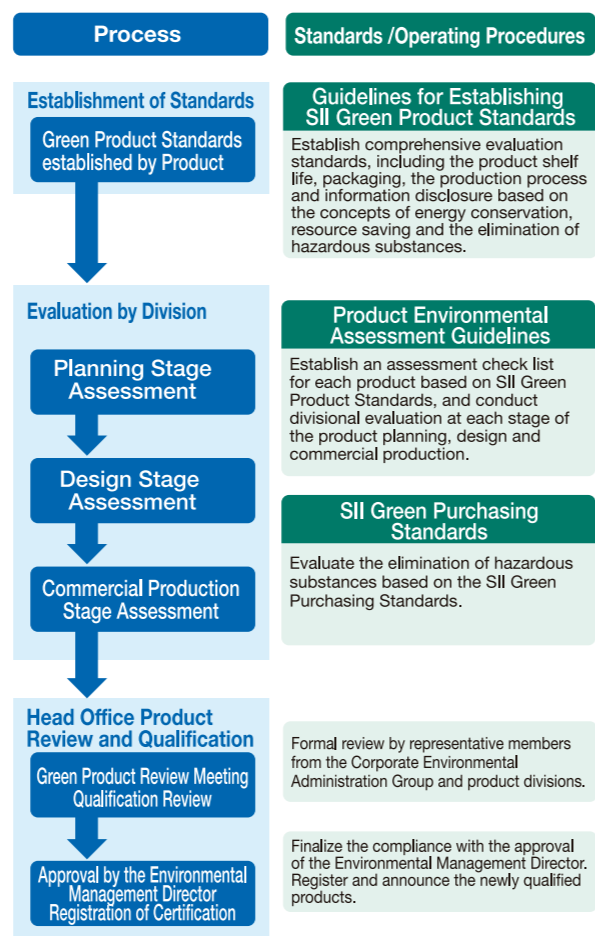 Process
Standards /Operating Procedures
Establishment of Standards
Green Product Standards
established by Product
Guidelines for Establishing
SII Green Product Standards
Establish comprehensive evaluation
standards, including the product shelf
life, packaging, the production process
and information disclosure based on
the concepts of energy conservation,
resource saving and the elimination of
hazardous substances.
Evaluation by Division
Planning Stage
Assessment
Design Stage
Assessment
Commercial Production
Stage Assessment
Product Environmental
Assessment Guidelines
Establish an assessment check list
for each product based on SII Green
Product Standards, and conduct
divisional evaluation at each stage of
the product planning, design and
commercial production.
SII Green Purchasing
Standards
Evaluate the elimination of hazardous
substances based on the SII Green
Purchasing Standards.
Head Office Product
Review and Qualification
Green Product Review Meeting
Qualification Review
Formal review by representative members
from the Corporate Environmental
Administration Group and product divisions.
Approval by the Environmental
Management Director
Registration of Certification
Finalize the compliance with the approval
of the Environmental Management Director.
Register and announce the newly qualified
products.